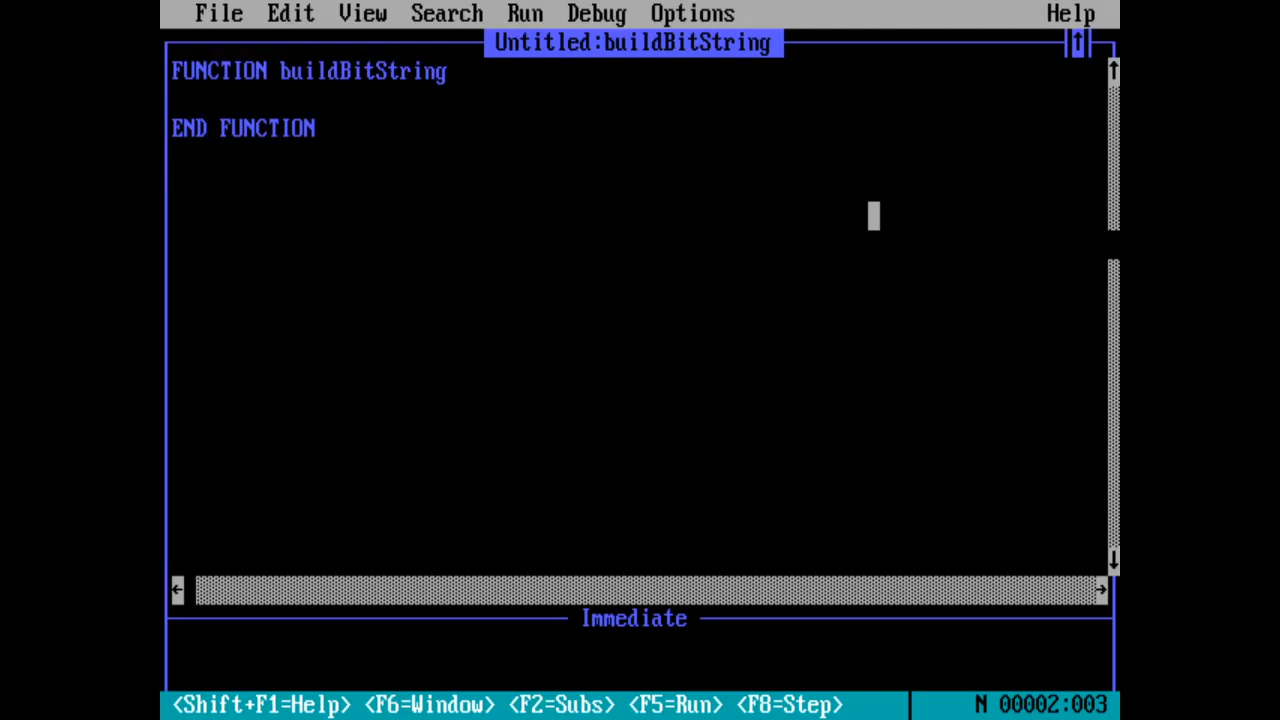 File Edit View Search Run Debug Options Help
Untitled:buildBitString ↑
FUNCTION buildBitString
END FUNCTION
Immediate
<Shift+F1=Help> <F6=Window> <F2=Subs> <F5=Run> <F8=Step> N 00002:003